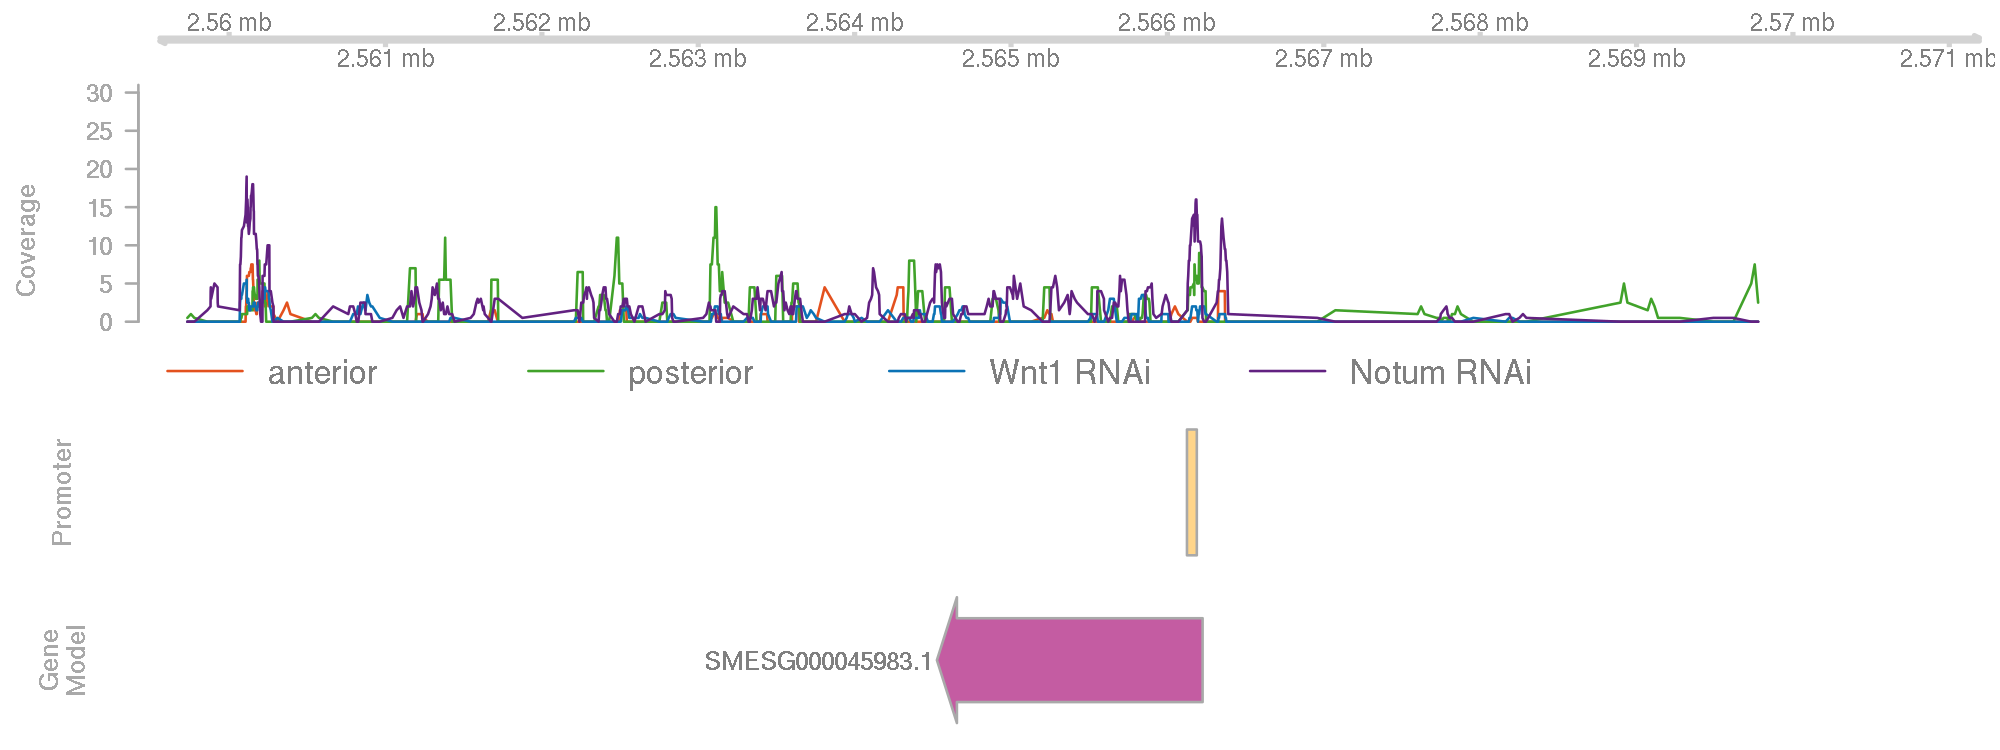 2.56 mb 2.562 mb 2.564 mb 2.566 mb 2.568 mb 2.57 mb
2.561 mb 2.563 mb 2.565 mb 2.567 mb 2.569 mb 2.571 mb
Coverage
30
25
20
15
10
5
0
anterior posterior Wnt1 RNAi Notum RNAi
Promoter
Gene
Model
SMESG000045983.1